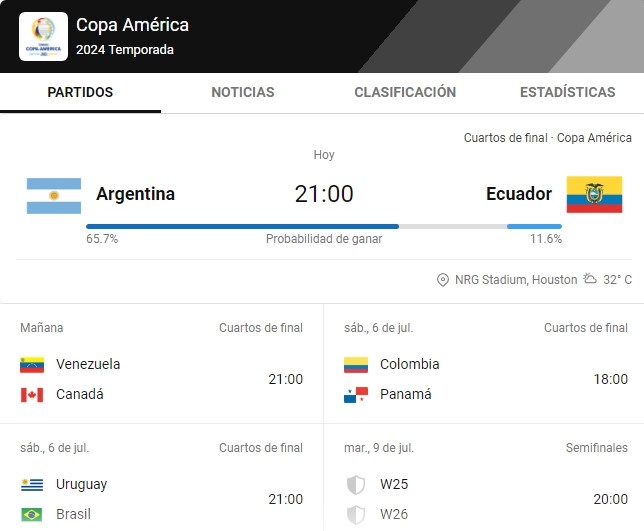 Copa América
2024 Temporada
PARTIDOS NOTICIAS CLASIFICACIÓN ESTADÍSTICAS
Cuartos de final · Copa América
Hoy
Argentina 21:00 Ecuador
65.7% Probabilidad de ganar 11.6%
NRG Stadium, Houston 32° C
Mañana Cuartos de final
Venezuela
21:00
Canadá
sáb., 6 de jul. Cuartos de final
Colombia
18:00
Panamá
sáb., 6 de jul. Cuartos de final
Uruguay
21:00
Brasil
mar., 9 de jul. Semifinales
W25
20:00
W26